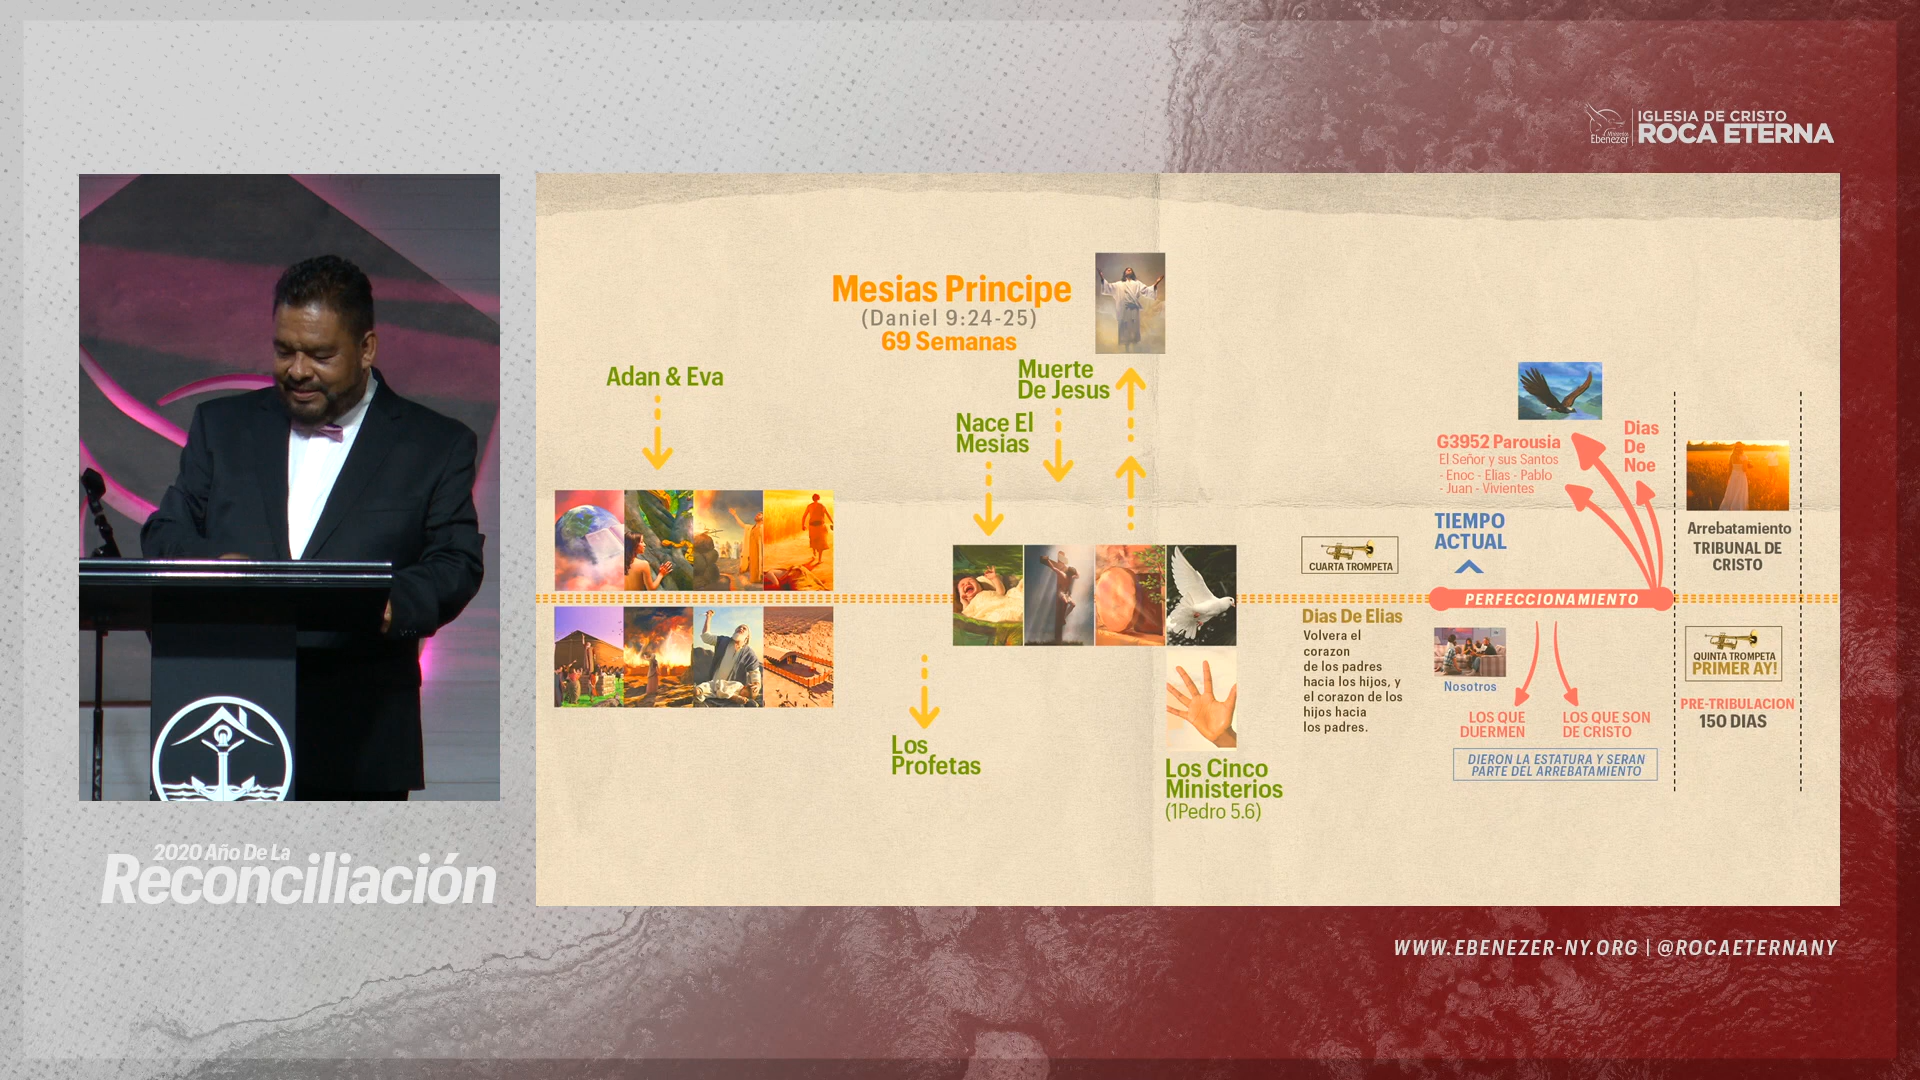 Ministerios
Ebenezer
IGLESIA DE CRISTO
ROCA ETERNA
Mesias Principe
(Daniel 9:24-25)
69 Semanas
Adan & Eva
Muerte
De Jesus
Nace El
Mesias
Los
Profetas
Los Cinco
Ministerios
(1Pedro 5.6)
CUARTA TROMPETA
Dias De Elias
Volvera el
corazon
de los padres
hacia los hijos, y
el corazon de los
hijos hacia
los padres.
G3952 Parousia
El Señor y sus Santos
- Enoc - Elias - Pablo
- Juan - Vivientes
Dias
De
Noe
TIEMPO
ACTUAL
PERFECCIONAMIENTO
Nosotros
LOS QUE
DUERMEN
LOS QUE SON
DE CRISTO
DIERON LA ESTATURA Y SERAN
PARTE DEL ARREBATAMIENTO
Arrebatamiento
TRIBUNAL DE
CRISTO
QUINTA TROMPETA
PRIMER AY!
PRE-TRIBULACION
150 DIAS
2020 Año De La
Reconciliación
WWW.EBENEZER-NY.ORG | @ROCAETERNANY